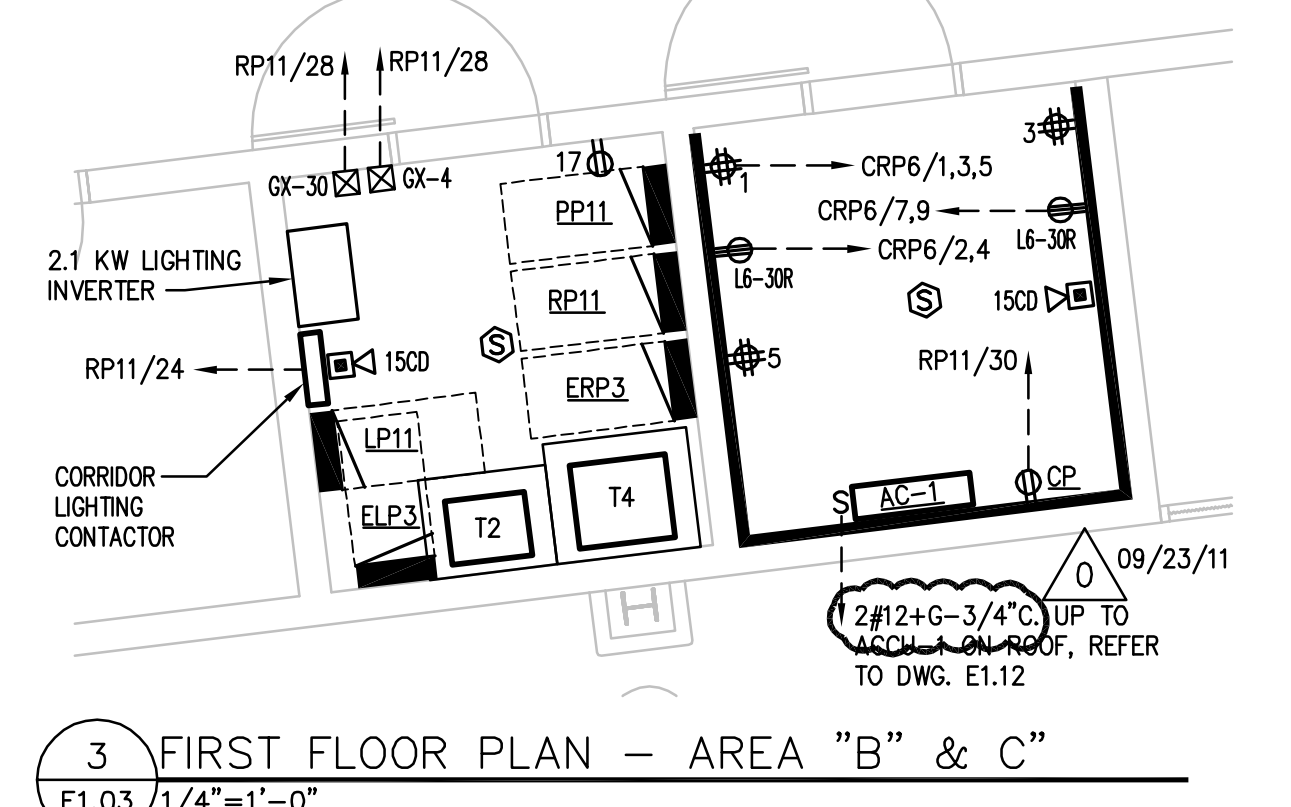 RP11/28
RP11/28
GX-30
GX-4
17
PP11
2.1 KW LIGHTING
INVERTER
RP11
RP11/24
15CD
S
ERP3
LP11
CORRIDOR
LIGHTING
CONTACTOR
ELP3
T2
T4
3
1
CRP6/1,3,5
CRP6/7,9
L6-30R
CRP6/2,4
L6-30R
S
15CD
5
RP11/30
S
AC-1
CP
0
09/23/11
2#12+G-3/4"C. UP TO
ACCU-1 ON ROOF, REFER
TO DWG. E1.12
H
3
FIRST FLOOR PLAN - AREA "B" & C"
E1.03
1/4"=1'-0"